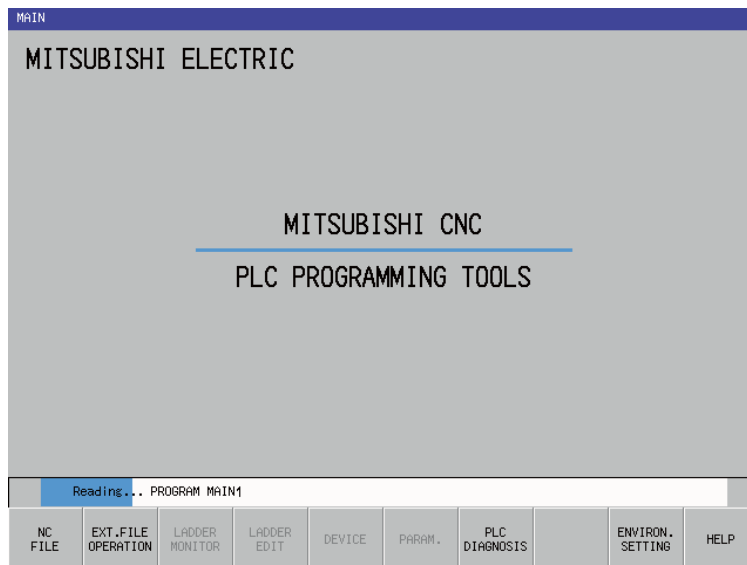 MAIN
MITSUBISHI ELECTRIC
MITSUBISHI CNC
PLC PROGRAMMING TOOLS
Reading... PROGRAM MAIN1
NC FILE
EXT.FILE OPERATION
LADDER MONITOR
LADDER EDIT
DEVICE
PARAM.
PLC DIAGNOSIS
ENVIRON. SETTING
HELP